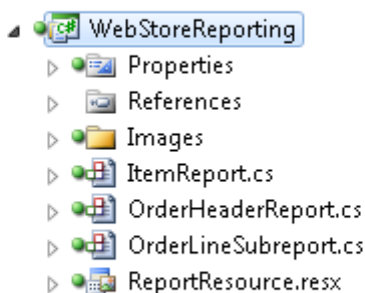 WebStoreReporting
Properties
References
Images
ItemReport.cs
OrderHeaderReport.cs
OrderLineSubreport.cs
ReportResource.resx